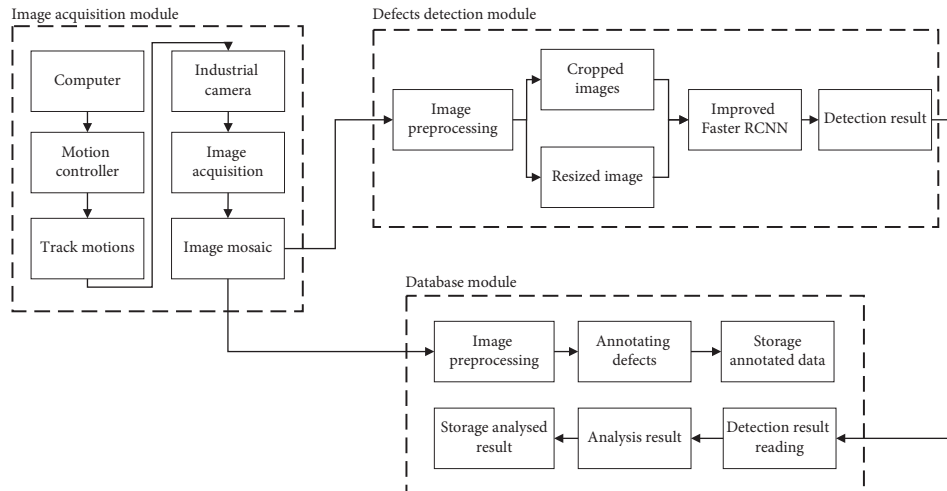 Image acquisition module
Computer
Motion
controller
Track motions
Industrial
camera
Image
acquisition
Image mosaic
Defects detection module
Image
preprocessing
Cropped
images
Resized image
Improved
Faster RCNN
Detection result
Database module
Image
preprocessing
Annotating
defects
Storage
annotated data
Storage analysed
result
Analysis result
Detection result
reading